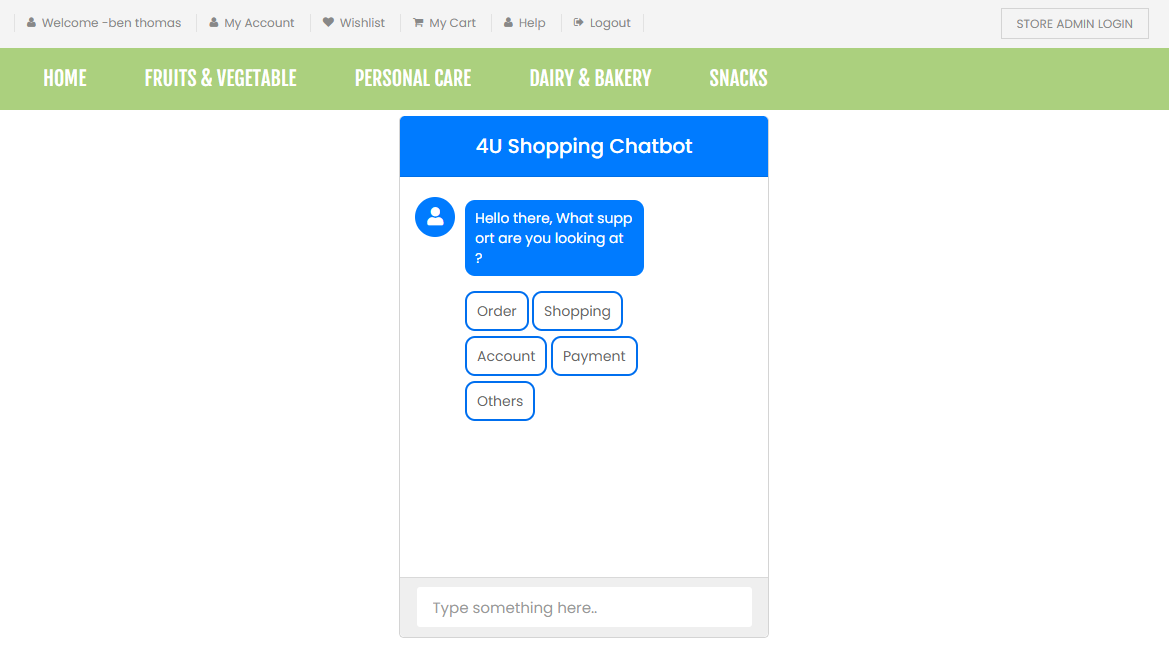 Welcome -ben thomas My Account Wishlist My Cart Help Logout STORE ADMIN LOGIN
HOME FRUITS & VEGETABLE PERSONAL CARE DAIRY & BAKERY SNACKS
4U Shopping Chatbot
Hello there, What supp
ort are you looking at
?
Order Shopping
Account Payment
Others
Type something here..